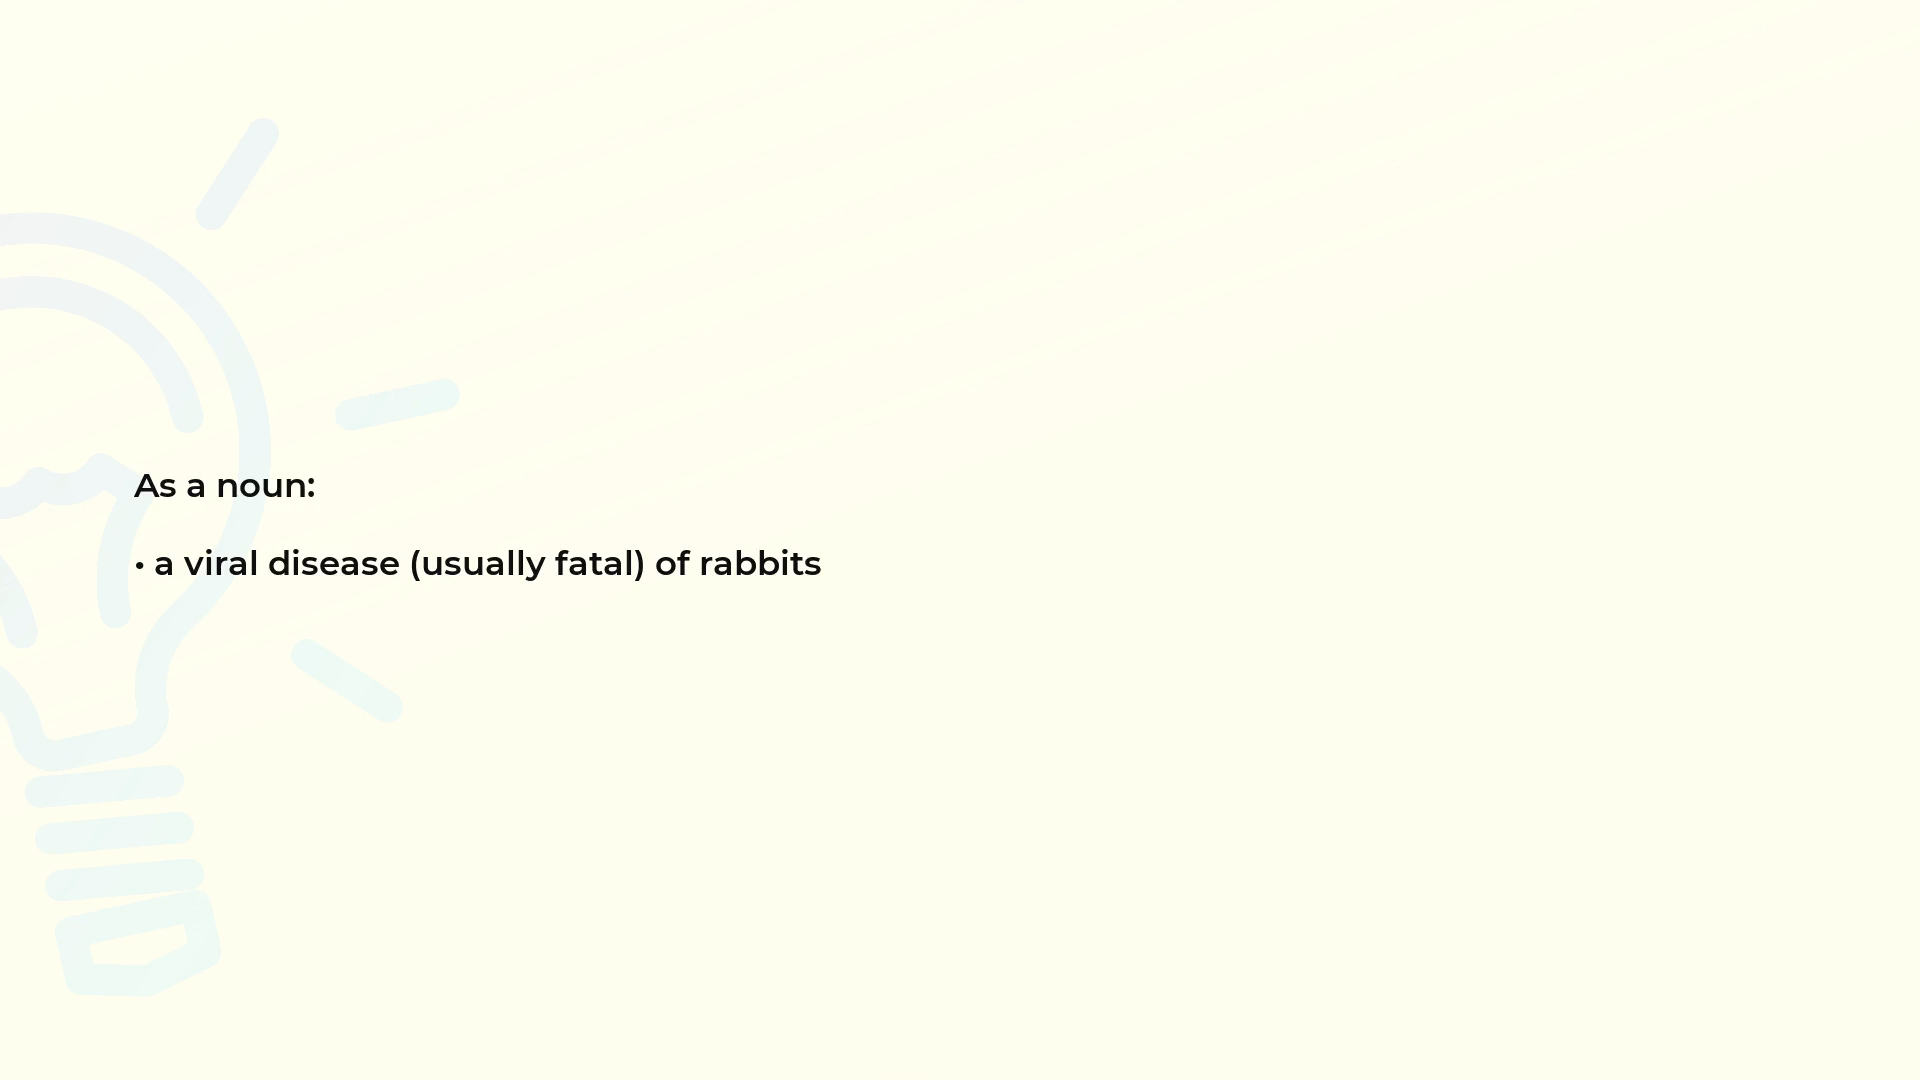 As a noun:
• a viral disease (usually fatal) of rabbits